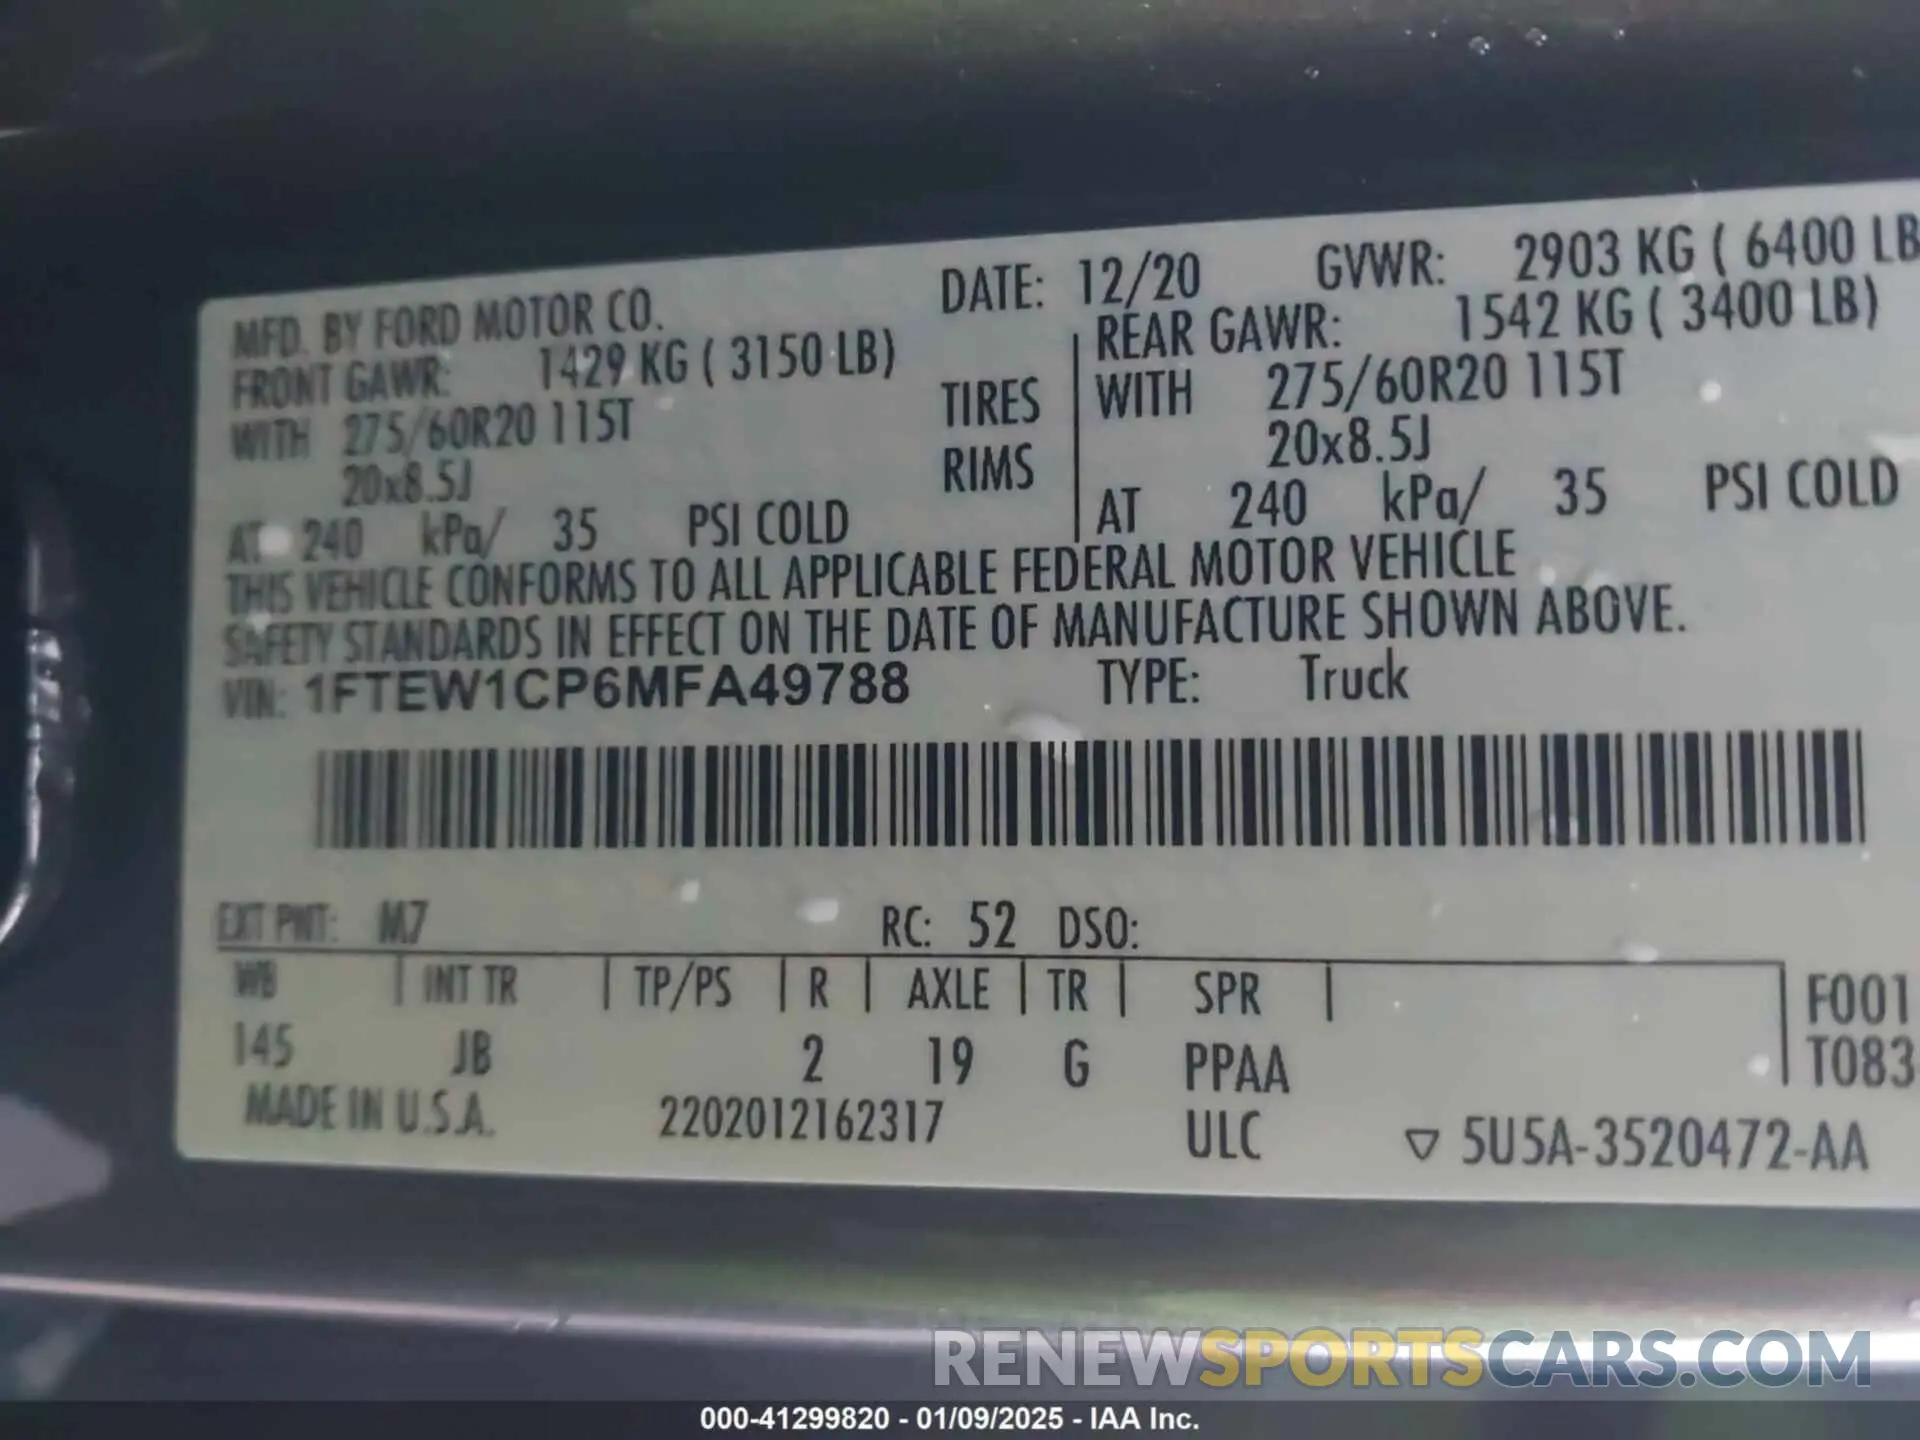 MFD. BY FORD MOTOR CO. DATE: 12/20 GVWR: 2903 KG ( 6400 LB
FRONT GAWR: 1429 KG ( 3150 LB) REAR GAWR: 1542 KG ( 3400 LB)
WITH 275/60R20 115T TIRES WITH 275/60R20 115T
20x8.5J RIMS 20x8.5J
AT 240 kPa/ 35 PSI COLD AT 240 kPa/ 35 PSI COLD
THIS VEHICLE CONFORMS TO ALL APPLICABLE FEDERAL MOTOR VEHICLE
SAFETY STANDARDS IN EFFECT ON THE DATE OF MANUFACTURE SHOWN ABOVE.
VIN: 1FTEW1CP6MFA49788 TYPE: Truck
EXT PNT: M7 RC: 52 DSO:
WB | INT TR | TP/PS | R | AXLE | TR | SPR | F001
145 JB 2 19 G PPAA T083
MADE IN U.S.A. 2202012162317 ULC ▽ 5U5A-3520472-AA
RENEWSPORTSCARS.COM
000-41299820 - 01/09/2025 - IAA Inc.